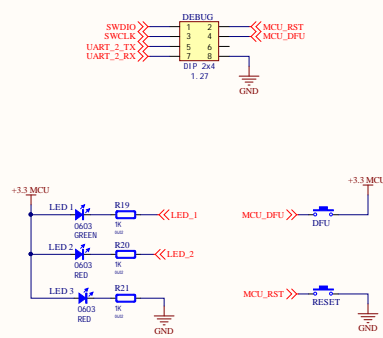 DEBUG
SWDIO 1 2 MCU_RST
SWCLK 3 4 MCU_DFU
UART_2_TX 5 6
UART_2_RX 7 8
DIP 2x4
1.27
GND
+3.3 MCU
+3.3 MCU
LED 1 R19 LED_1
0603 1K
GREEN
MCU_DFU
DFU
LED 2 R20 LED_2
0603 1K
RED
LED 3 R21
0603 1K
RED
GND
MCU_RST
RESET
GND